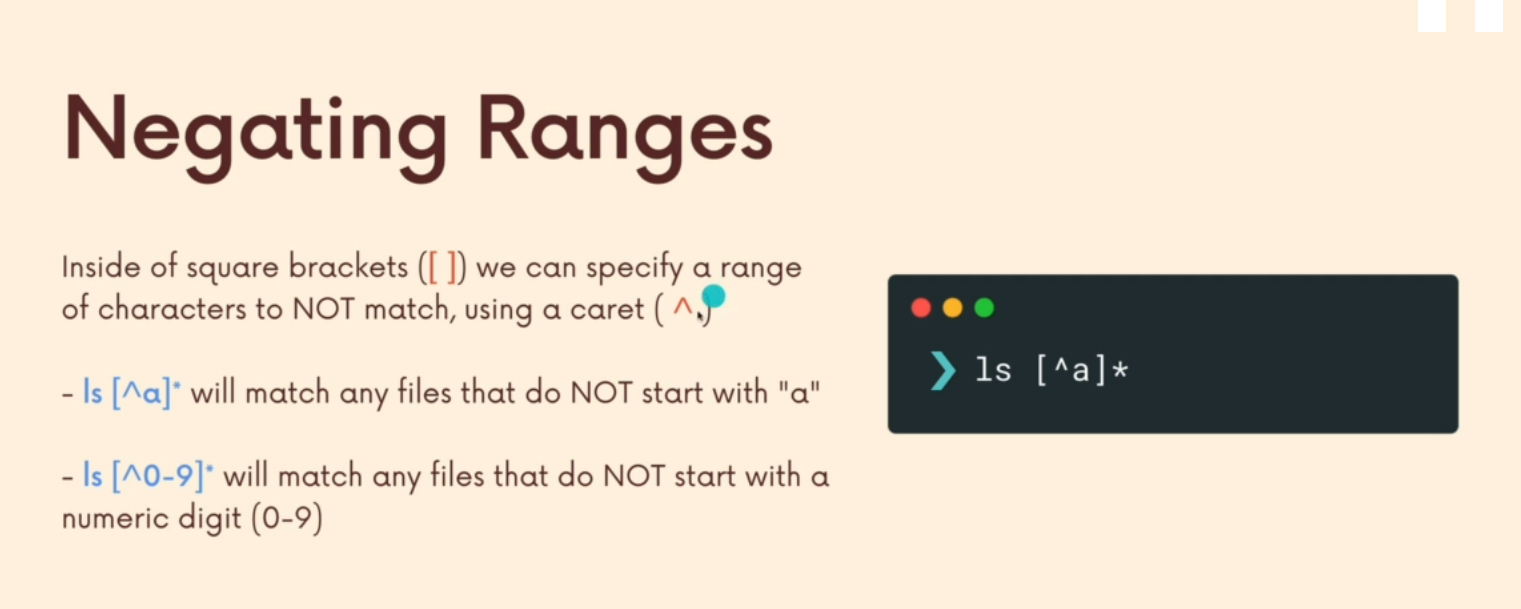 Negating Ranges
Inside of square brackets ([ ]) we can specify a range
of characters to NOT match, using a caret ( ^ )
- ls [^a]* will match any files that do NOT start with "a"
- ls [^0-9]* will match any files that do NOT start with a
numeric digit (0-9)
❯ ls [^a]*